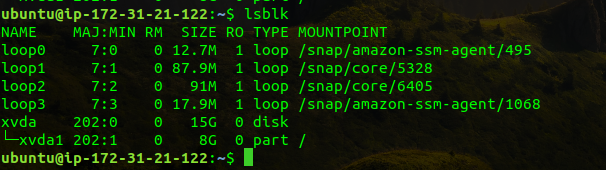 ubuntu@ip-172-31-21-122:~$ lsblk
NAME    MAJ:MIN RM  SIZE RO TYPE MOUNTPOINT
loop0     7:0    0 12.7M  1 loop /snap/amazon-ssm-agent/495
loop1     7:1    0 87.9M  1 loop /snap/core/5328
loop2     7:2    0   91M  1 loop /snap/core/6405
loop3     7:3    0 17.9M  1 loop /snap/amazon-ssm-agent/1068
xvda    202:0    0   15G  0 disk
└─xvda1 202:1    0    8G  0 part /
ubuntu@ip-172-31-21-122:~$